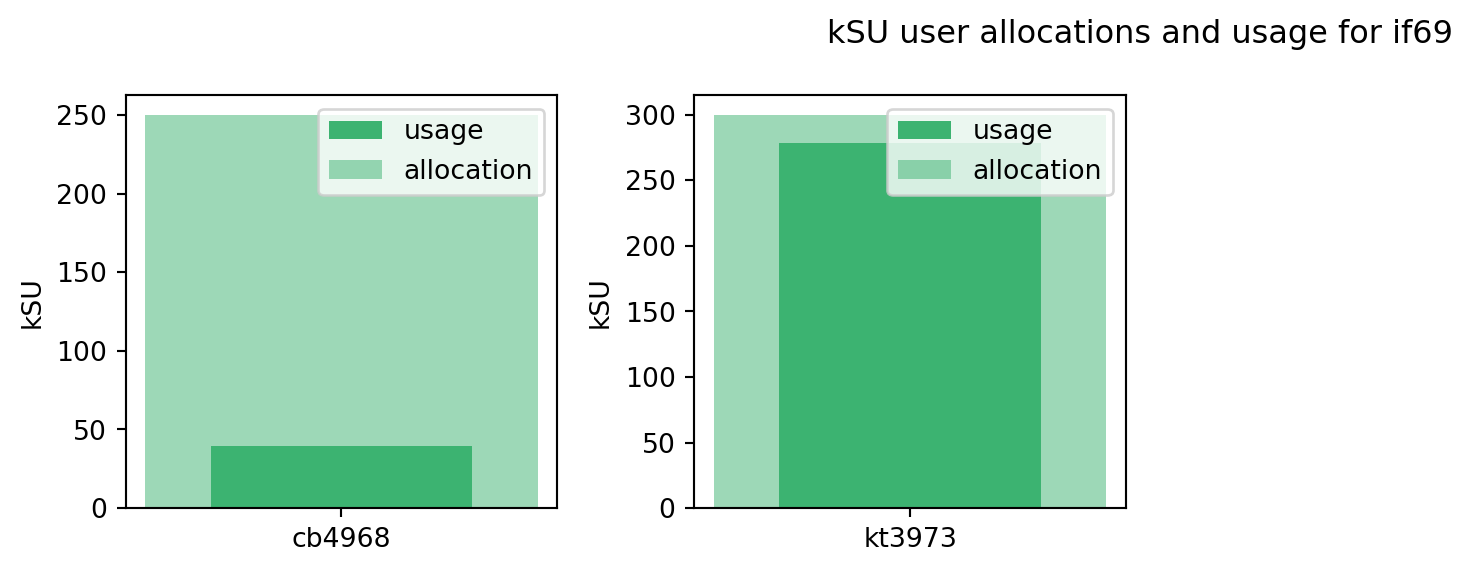 kSU user allocations and usage for if69
250
200
150
100
50
0
kSU
usage
allocation
cb4968
300
250
200
150
100
50
0
kSU
usage
allocation
kt3973